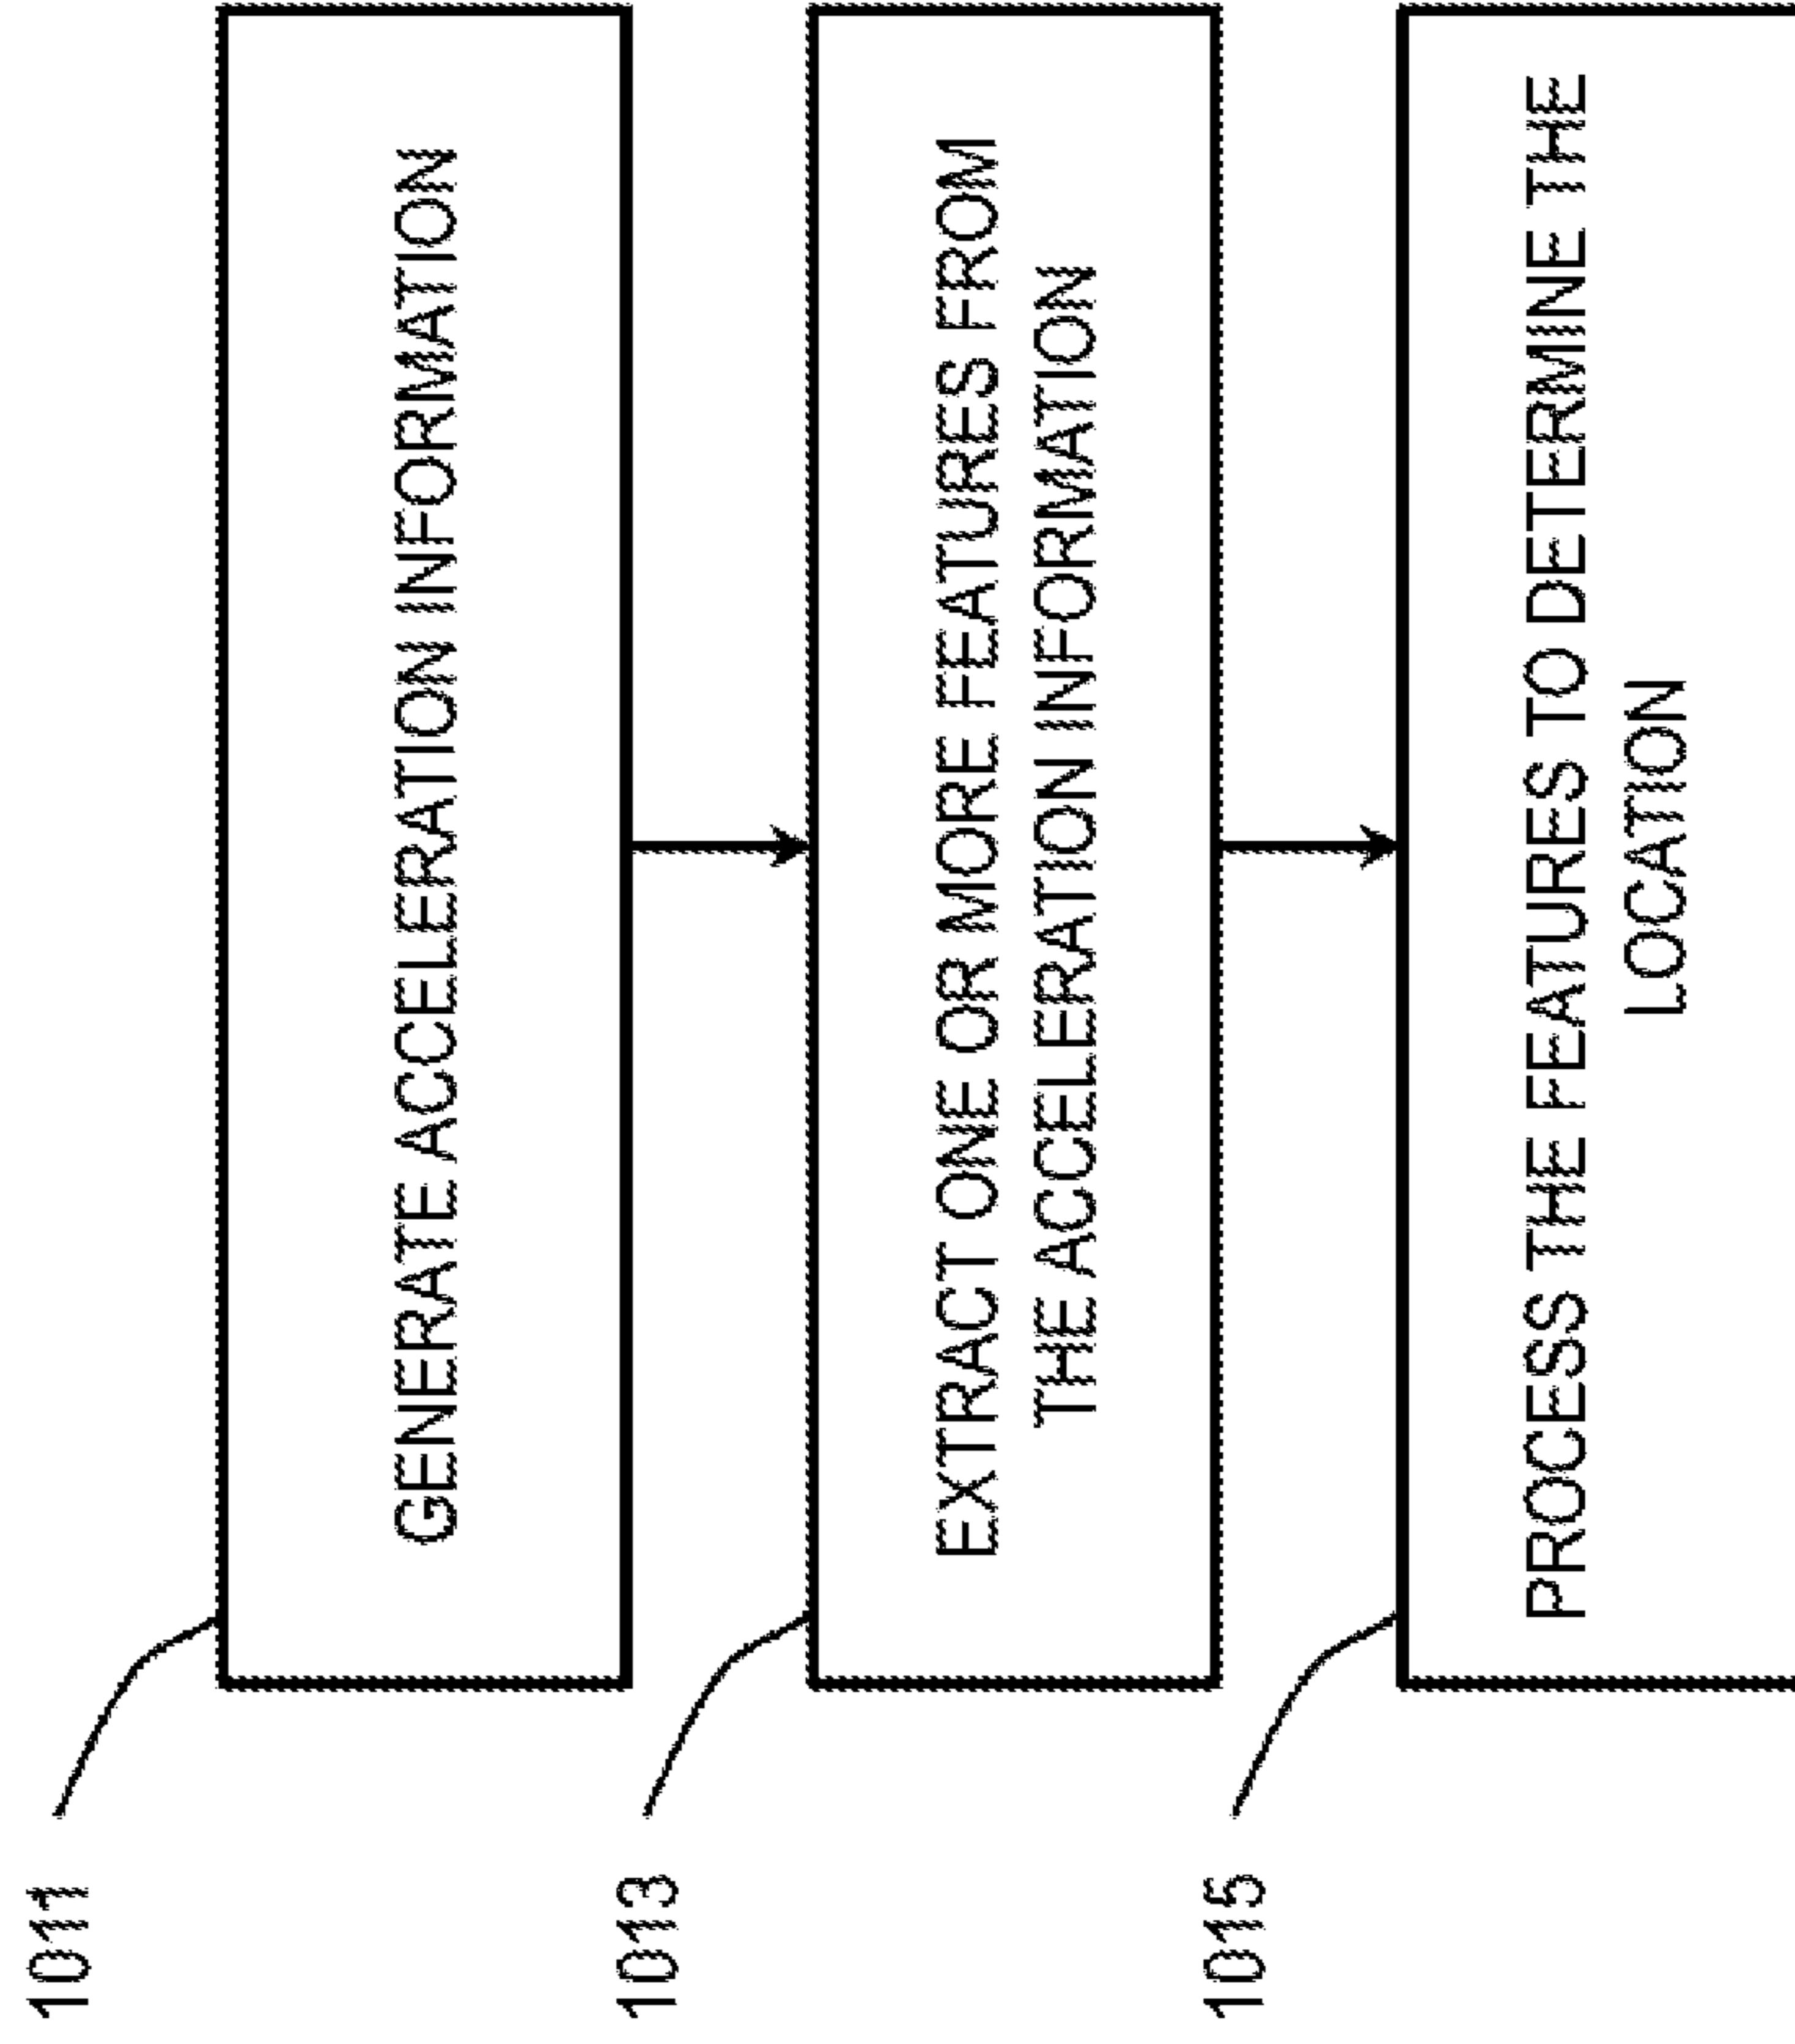 1011
GENERATE ACCELERATION INFORMATION
1013
EXTRACT ONE OR MORE FEATURES FROM
THE ACCELERATION INFORMATION
1015
PROCESS THE FEATURES TO DETERMINE THE
LOCATION